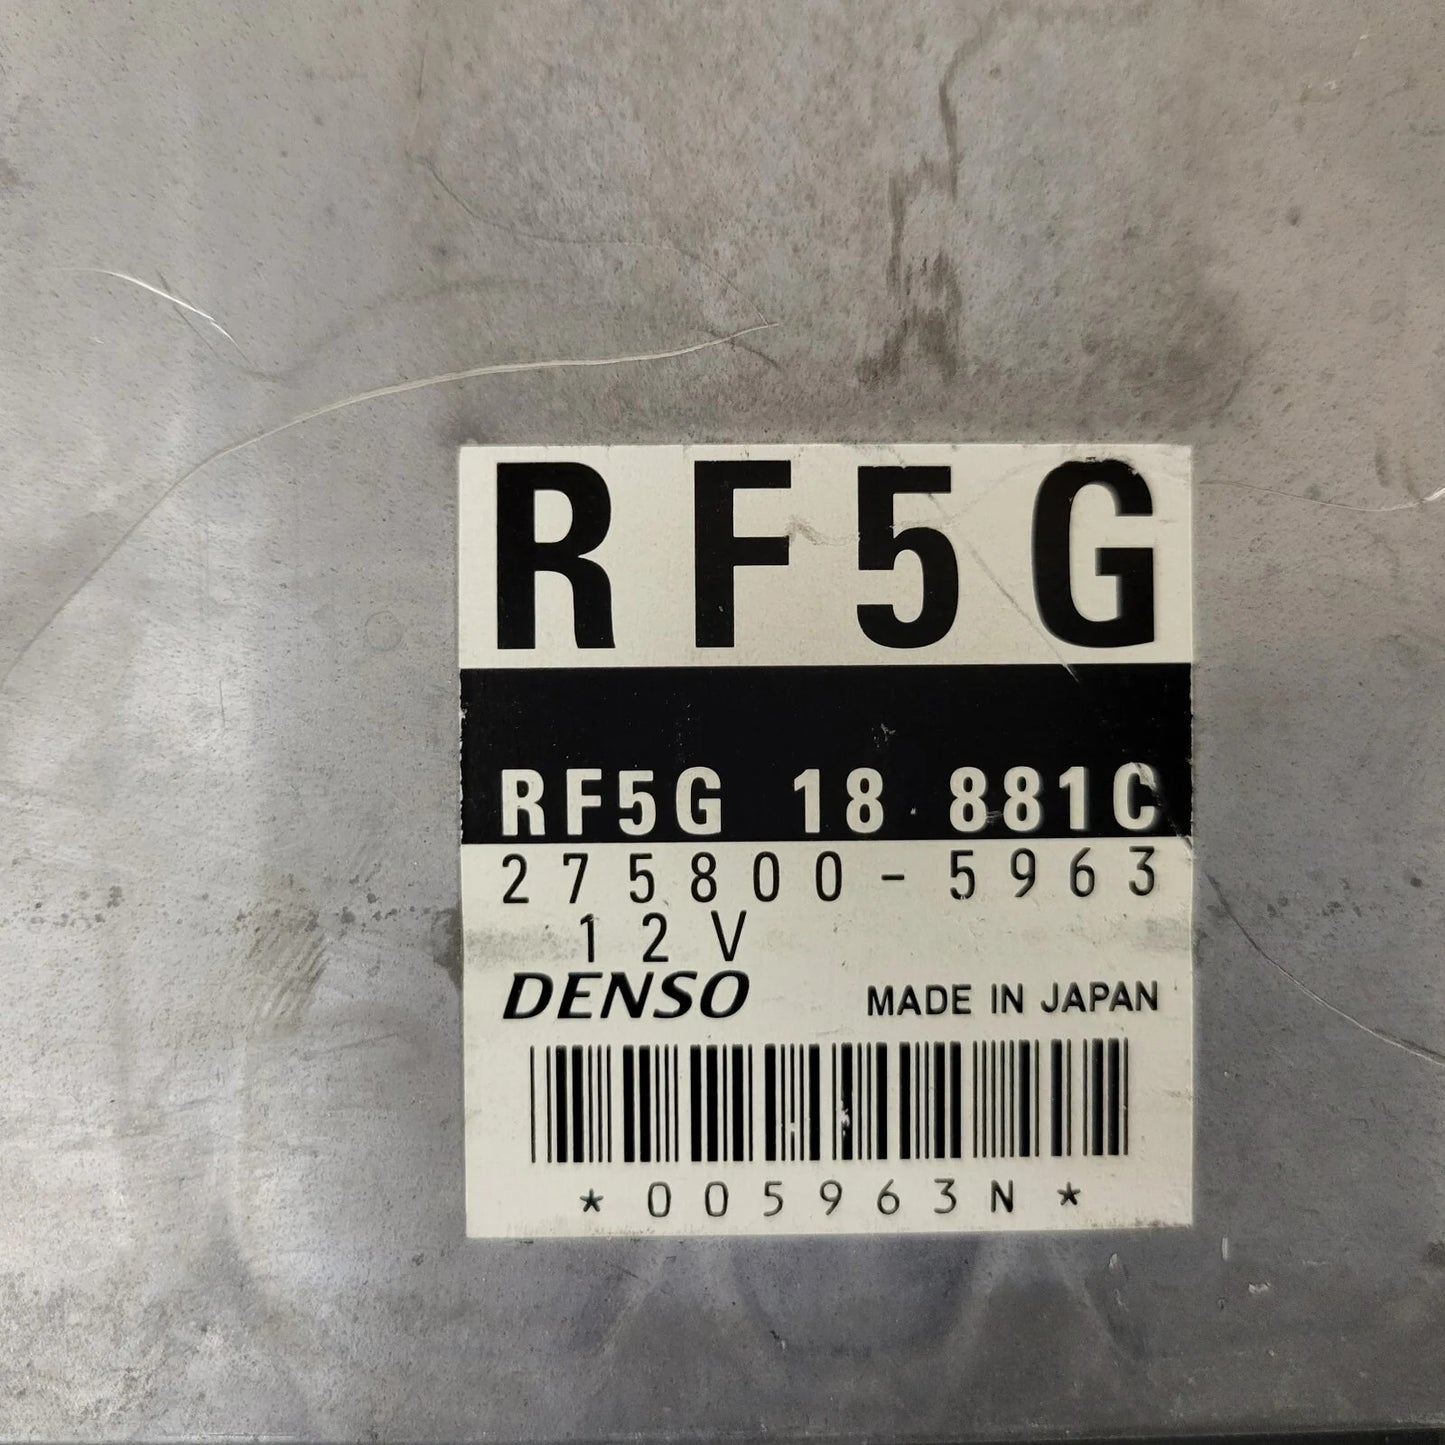 RF5G
RF5G 18 881C
275800-5963
12V
DENSO MADE IN JAPAN
*005963N*